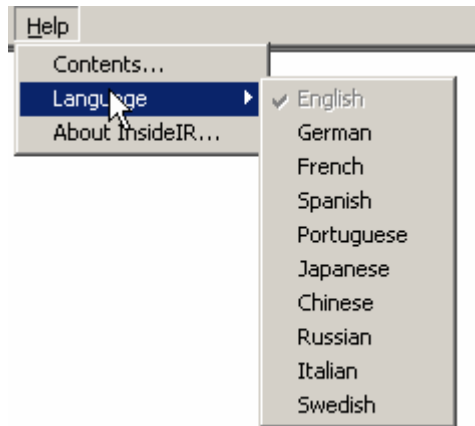 Help
Contents...
Language
About InsideIR...
English
German
French
Spanish
Portuguese
Japanese
Chinese
Russian
Italian
Swedish